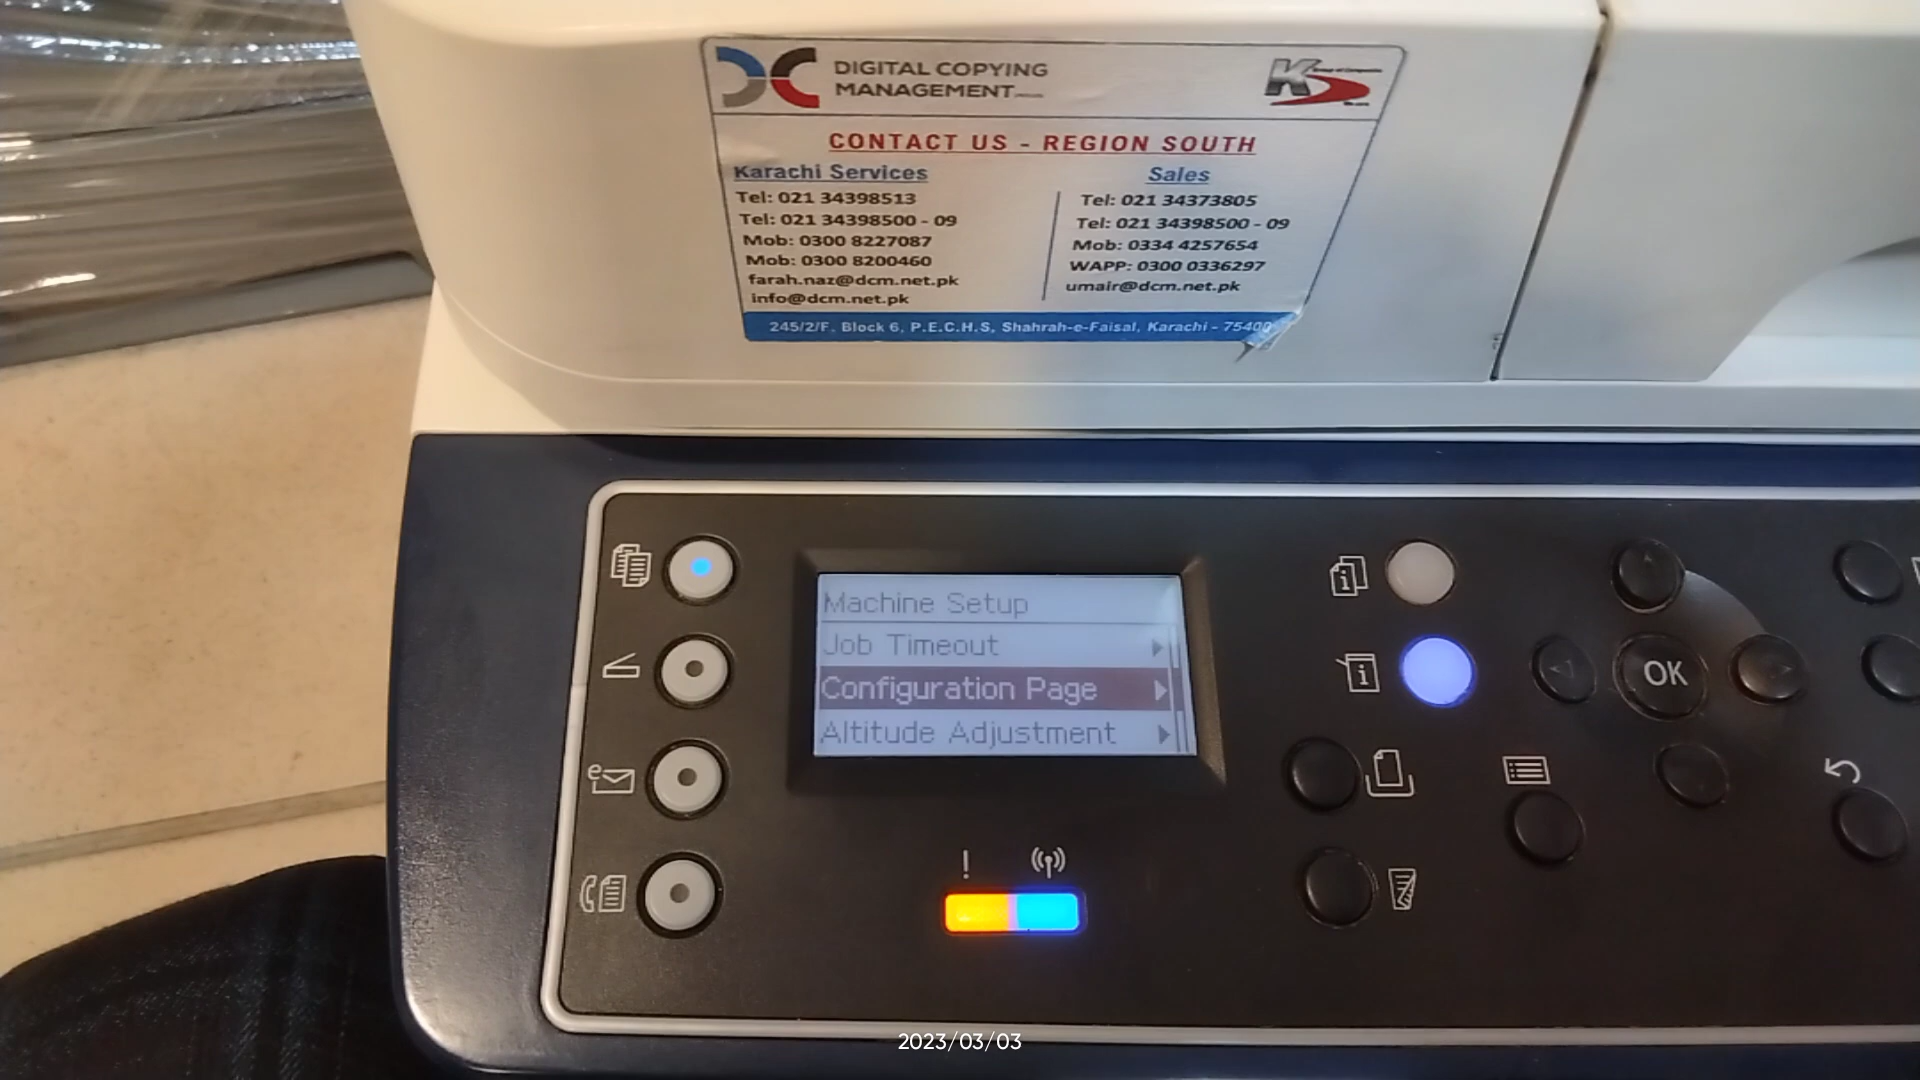 DIGITAL COPYING
MANAGEMENT
K
CONTACT US - REGION SOUTH
Karachi Services
Tel: 021 34398513
Tel: 021 34398500 - 09
Mob: 0300 8227087
Mob: 0300 8200460
farah.naz@dcm.net.pk
info@dcm.net.pk
Sales
Tel: 021 34373805
Tel: 021 34398500 - 09
Mob: 0334 4257654
WAPP: 0300 0336297
umair@dcm.net.pk
245/2/F, Block 6, P.E.C.H.S, Shahrah-e-Faisal, Karachi - 75400
Machine Setup
Job Timeout
Configuration Page
Altitude Adjustment
OK
!
2023/03/03